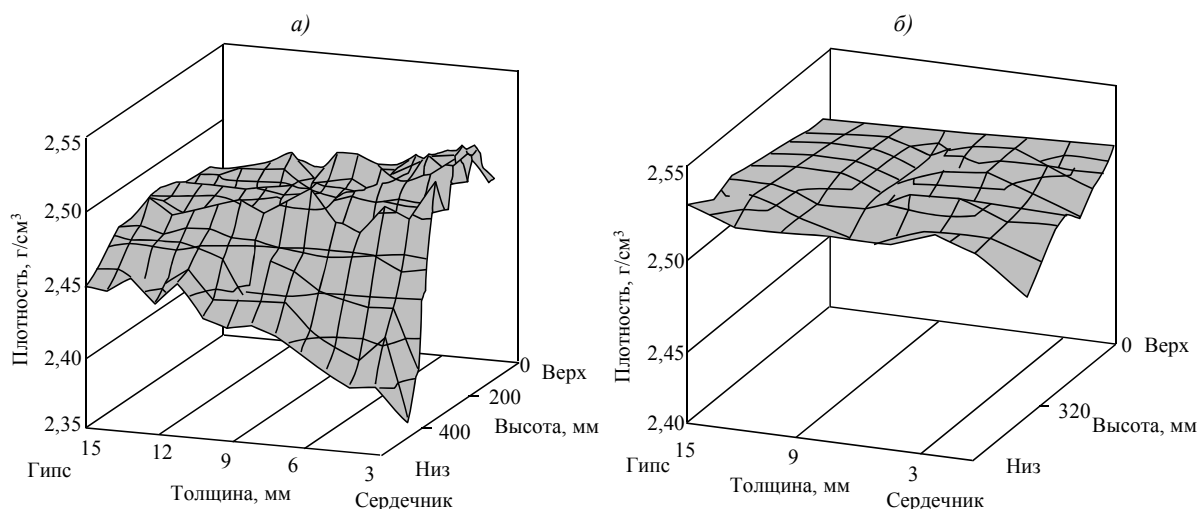 а)
2,55
2,50
2,45
2,40
2,35
Плотность, г/см³
15
12
9
6
3
Гипс
Толщина, мм
Сердечник
0 Верх
200
Высота, мм
400
Низ
б)
2,55
2,50
2,45
2,40
Плотность, г/см³
15
9
3
Гипс
Толщина, мм
Сердечник
0 Верх
320
Высота, мм
Низ